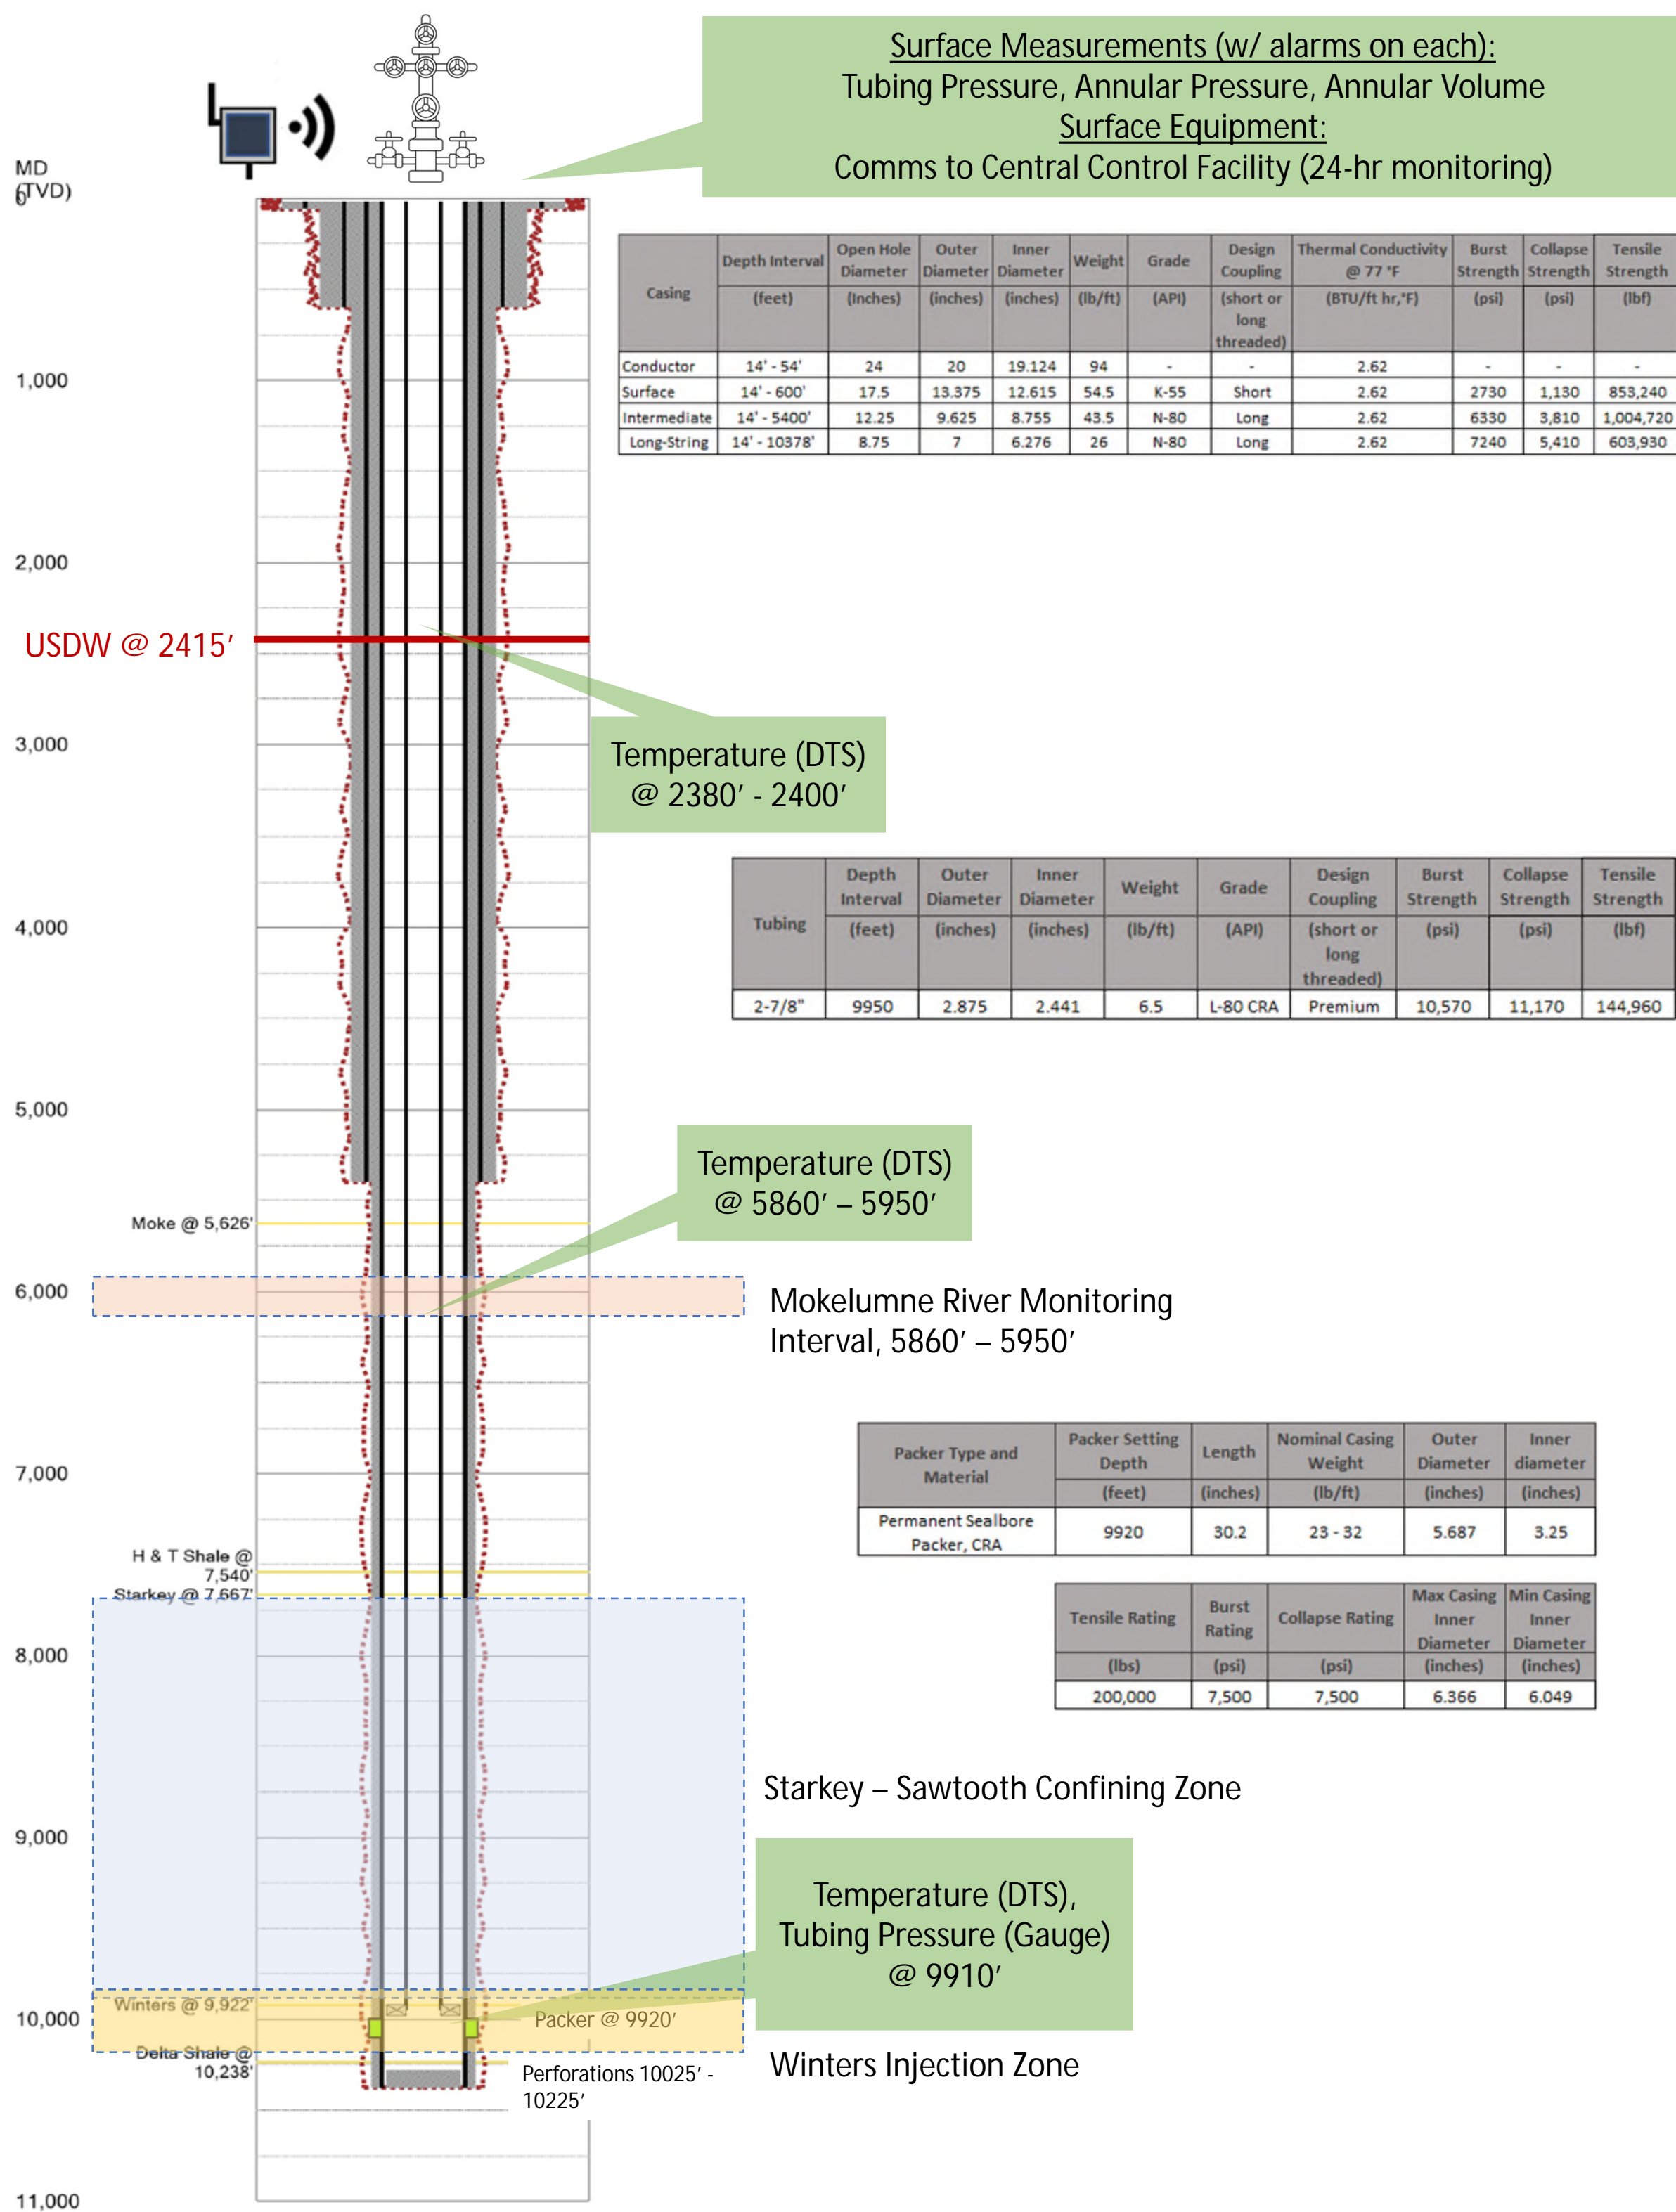 Surface Measurements (w/ alarms on each):
Tubing Pressure, Annular Pressure, Annular Volume
Surface Equipment:
Comms to Central Control Facility (24-hr monitoring)
MD
(TVD)
0
Casing | Depth Interval | Open Hole Diameter | Outer Diameter | Inner Diameter | Weight | Grade | Design Coupling | Thermal Conductivity @ 77 °F | Burst Strength | Collapse Strength | Tensile Strength
(feet) | (Inches) | (inches) | (inches) | (lb/ft) | (API) | (short or long threaded) | (BTU/ft hr,°F) | (psi) | (psi) | (lbf)
Conductor | 14' - 54' | 24 | 20 | 19.124 | 94 | - | - | 2.62 | - | - | -
Surface | 14' - 600' | 17.5 | 13.375 | 12.615 | 54.5 | K-55 | Short | 2.62 | 2730 | 1,130 | 853,240
Intermediate | 14' - 5400' | 12.25 | 9.625 | 8.755 | 43.5 | N-80 | Long | 2.62 | 6330 | 3,810 | 1,004,720
Long-String | 14' - 10378' | 8.75 | 7 | 6.276 | 26 | N-80 | Long | 2.62 | 7240 | 5,410 | 603,930
1,000
2,000
USDW @ 2415′
3,000
Temperature (DTS)
@ 2380′ - 2400′
4,000
Tubing | Depth Interval | Outer Diameter | Inner Diameter | Weight | Grade | Design Coupling | Burst Strength | Collapse Strength | Tensile Strength
(feet) | (inches) | (inches) | (lb/ft) | (API) | (short or long threaded) | (psi) | (psi) | (lbf)
2-7/8" | 9950 | 2.875 | 2.441 | 6.5 | L-80 CRA | Premium | 10,570 | 11,170 | 144,960
5,000
Temperature (DTS)
@ 5860′ – 5950′
Moke @ 5,626'
6,000
Mokelumne River Monitoring
Interval, 5860′ – 5950′
7,000
Packer Type and Material | Packer Setting Depth | Length | Nominal Casing Weight | Outer Diameter | Inner diameter
(feet) | (inches) | (lb/ft) | (inches) | (inches)
Permanent Sealbore Packer, CRA | 9920 | 30.2 | 23 - 32 | 5.687 | 3.25
H & T Shale @
7,540'
Starkey @ 7,667'
Tensile Rating | Burst Rating | Collapse Rating | Max Casing Inner Diameter | Min Casing Inner Diameter
(lbs) | (psi) | (psi) | (inches) | (inches)
200,000 | 7,500 | 7,500 | 6.366 | 6.049
8,000
Starkey – Sawtooth Confining Zone
9,000
Temperature (DTS),
Tubing Pressure (Gauge)
@ 9910′
Winters @ 9,922'
10,000
Packer @ 9920′
Delta Shale @
10,238'
Winters Injection Zone
Perforations 10025′ -
10225′
11,000